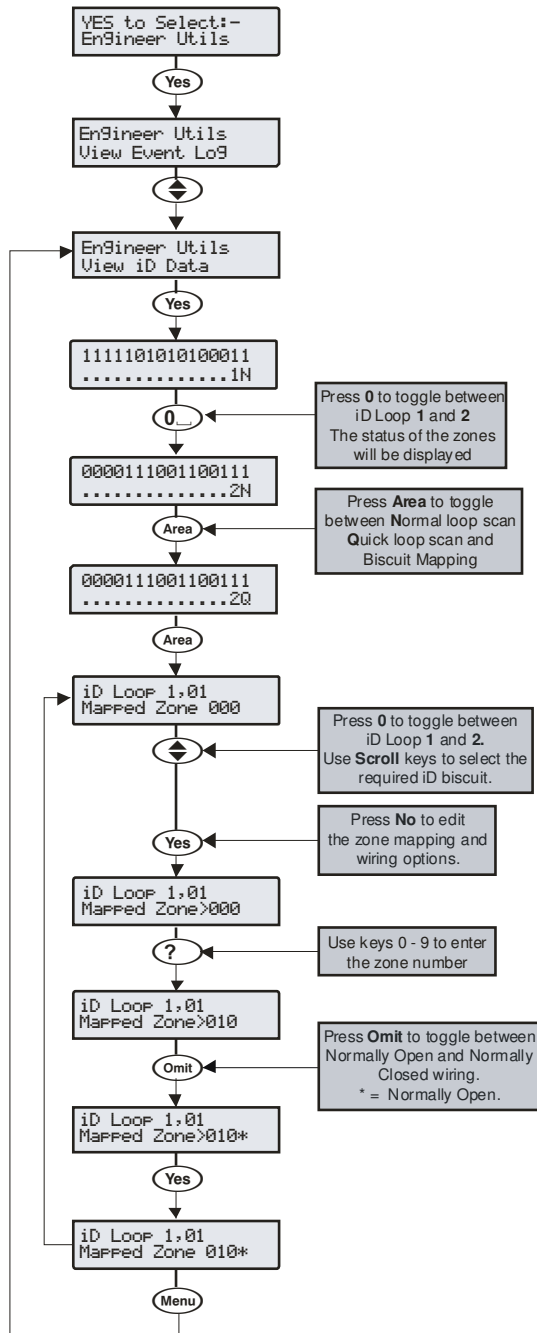 YES to Select:-
Engineer Utils
Yes
Engineer Utils
View Event Log
Engineer Utils
View iD Data
Yes
1111101010100011
..............1N
0
Press 0 to toggle between
iD Loop 1 and 2
The status of the zones
will be displayed
0000111001100111
..............2N
Area
Press Area to toggle
between Normal loop scan
Quick loop scan and
Biscuit Mapping
0000111001100111
..............2Q
Area
iD Loop 1,01
Mapped Zone 000
Press 0 to toggle between
iD Loop 1 and 2.
Use Scroll keys to select the
required iD biscuit.
Yes
Press No to edit
the zone mapping and
wiring options.
iD Loop 1,01
Mapped Zone>000
?
Use keys 0 - 9 to enter
the zone number
iD Loop 1,01
Mapped Zone>010
Omit
Press Omit to toggle between
Normally Open and Normally
Closed wiring.
* = Normally Open.
iD Loop 1,01
Mapped Zone>010*
Yes
iD Loop 1,01
Mapped Zone 010*
Menu